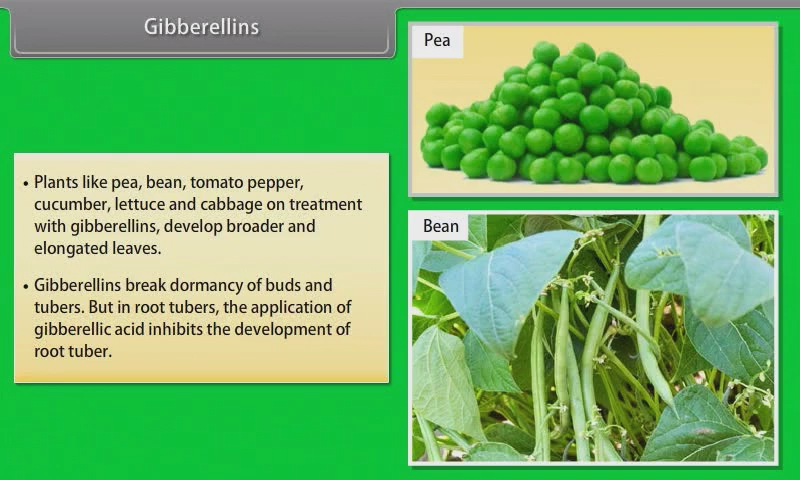 Gibberellins
• Plants like pea, bean, tomato pepper,
cucumber, lettuce and cabbage on treatment
with gibberellins, develop broader and
elongated leaves.
• Gibberellins break dormancy of buds and
tubers. But in root tubers, the application of
gibberellic acid inhibits the development of
root tuber.
Pea
Bean